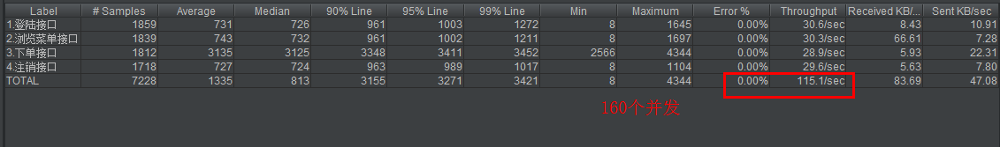 Label # Samples Average Median 90% Line 95% Line 99% Line Min Maximum Error % Throughput Received KB/... Sent KB/sec
1.登陆接口 1859 731 726 961 1003 1272 8 1645 0.00% 30.6/sec 8.43 10.91
2.浏览菜单接口 1839 743 732 961 1002 1211 8 1697 0.00% 30.3/sec 66.61 7.28
3.下单接口 1812 3135 3125 3348 3411 3452 2566 4344 0.00% 28.9/sec 5.93 22.31
4.注销接口 1718 727 724 963 989 1017 8 1104 0.00% 29.6/sec 5.63 7.80
TOTAL 7228 1335 813 3155 3271 3421 8 4344 0.00% 115.1/sec 83.69 47.08
160个并发